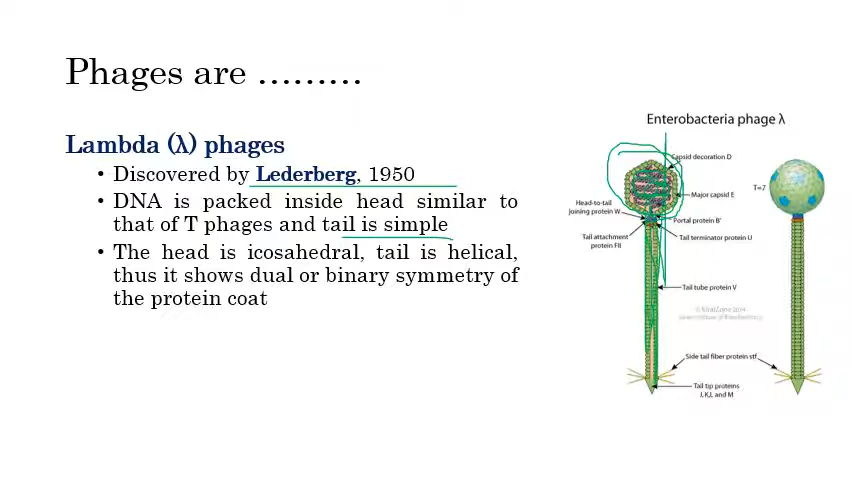 Phages are ………
Lambda (λ) phages
• Discovered by Lederberg, 1950
• DNA is packed inside head similar to
that of T phages and tail is simple
• The head is icosahedral, tail is helical,
thus it shows dual or binary symmetry of
the protein coat
Enterobacteria phage λ
Capsid decoration D
T=7
Major capsid E
Head-to-tail
joining protein W
Portal protein B'
Tail attachment
protein FII
Tail terminator protein U
Tail tube protein V
© ViralZone
Side tail fiber protein stf
Tail tip proteins
J,K,L and M